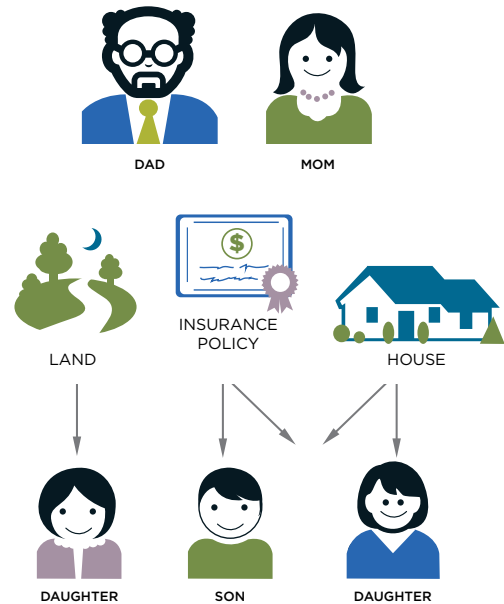 DAD
MOM
$
LAND
INSURANCE
POLICY
HOUSE
DAUGHTER
SON
DAUGHTER